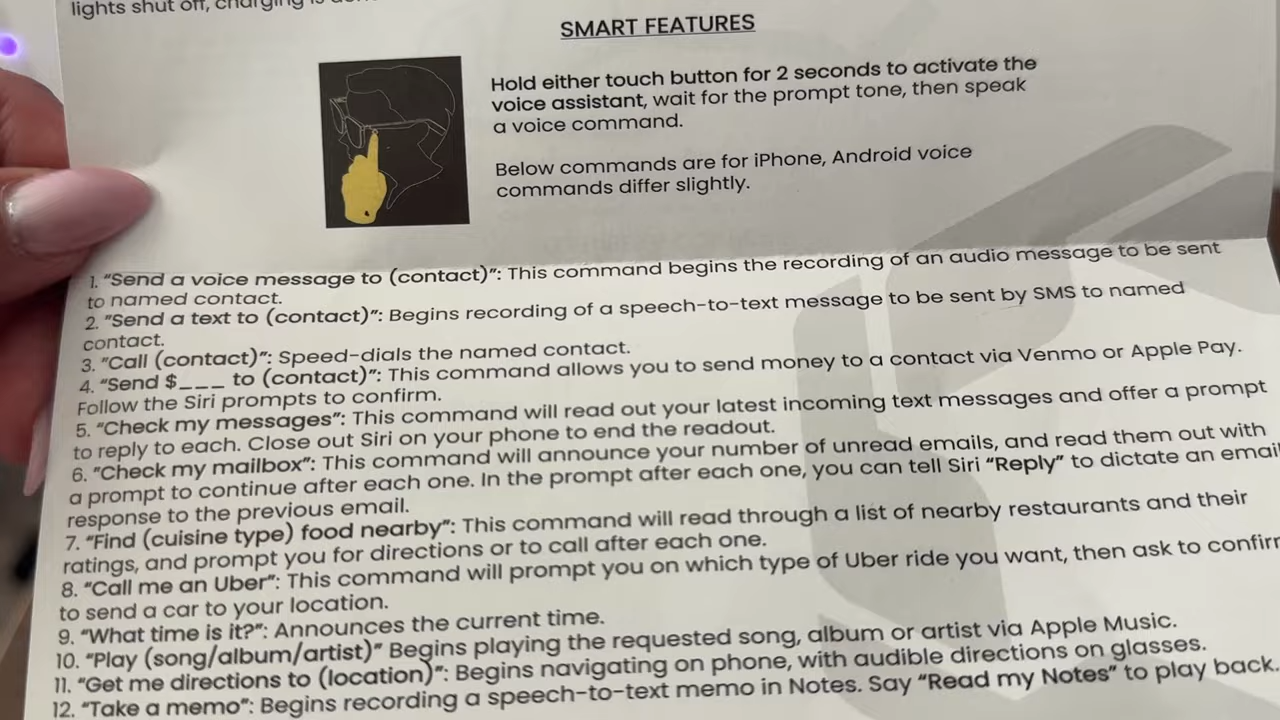 lights shut off, charging is
SMART FEATURES
Hold either touch button for 2 seconds to activate the
voice assistant, wait for the prompt tone, then speak
a voice command.
Below commands are for iPhone, Android voice
commands differ slightly.
1. “Send a voice message to (contact)”: This command begins the recording of an audio message to be sent
to named contact.
2. “Send a text to (contact)”: Begins recording of a speech-to-text message to be sent by SMS to named
contact.
3. “Call (contact)”: Speed-dials the named contact.
4. “Send $___ to (contact)”: This command allows you to send money to a contact via Venmo or Apple Pay.
Follow the Siri prompts to confirm.
5. “Check my messages”: This command will read out your latest incoming text messages and offer a prompt
to reply to each. Close out Siri on your phone to end the readout.
6. “Check my mailbox”: This command will announce your number of unread emails, and read them out with
a prompt to continue after each one. In the prompt after each one, you can tell Siri “Reply” to dictate an email
response to the previous email.
7. “Find (cuisine type) food nearby”: This command will read through a list of nearby restaurants and their
ratings, and prompt you for directions or to call after each one.
8. “Call me an Uber”: This command will prompt you on which type of Uber ride you want, then ask to confirm
to send a car to your location.
9. “What time is it?”: Announces the current time.
10. “Play (song/album/artist)” Begins playing the requested song, album or artist via Apple Music.
11. “Get me directions to (location)”: Begins navigating on phone, with audible directions on glasses.
12. “Take a memo”: Begins recording a speech-to-text memo in Notes. Say “Read my Notes” to play back.